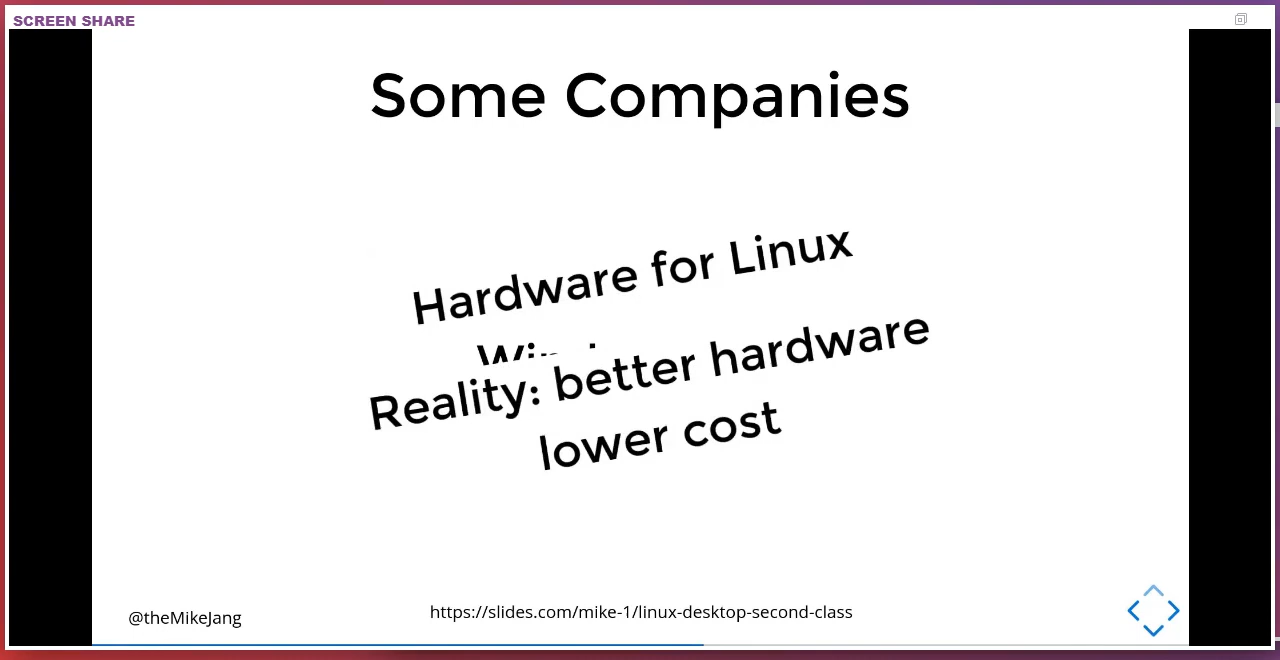 SCREEN SHARE
Some Companies
Hardware for Linux
Reality: better hardware
lower cost
@theMikeJang
https://slides.com/mike-1/linux-desktop-second-class